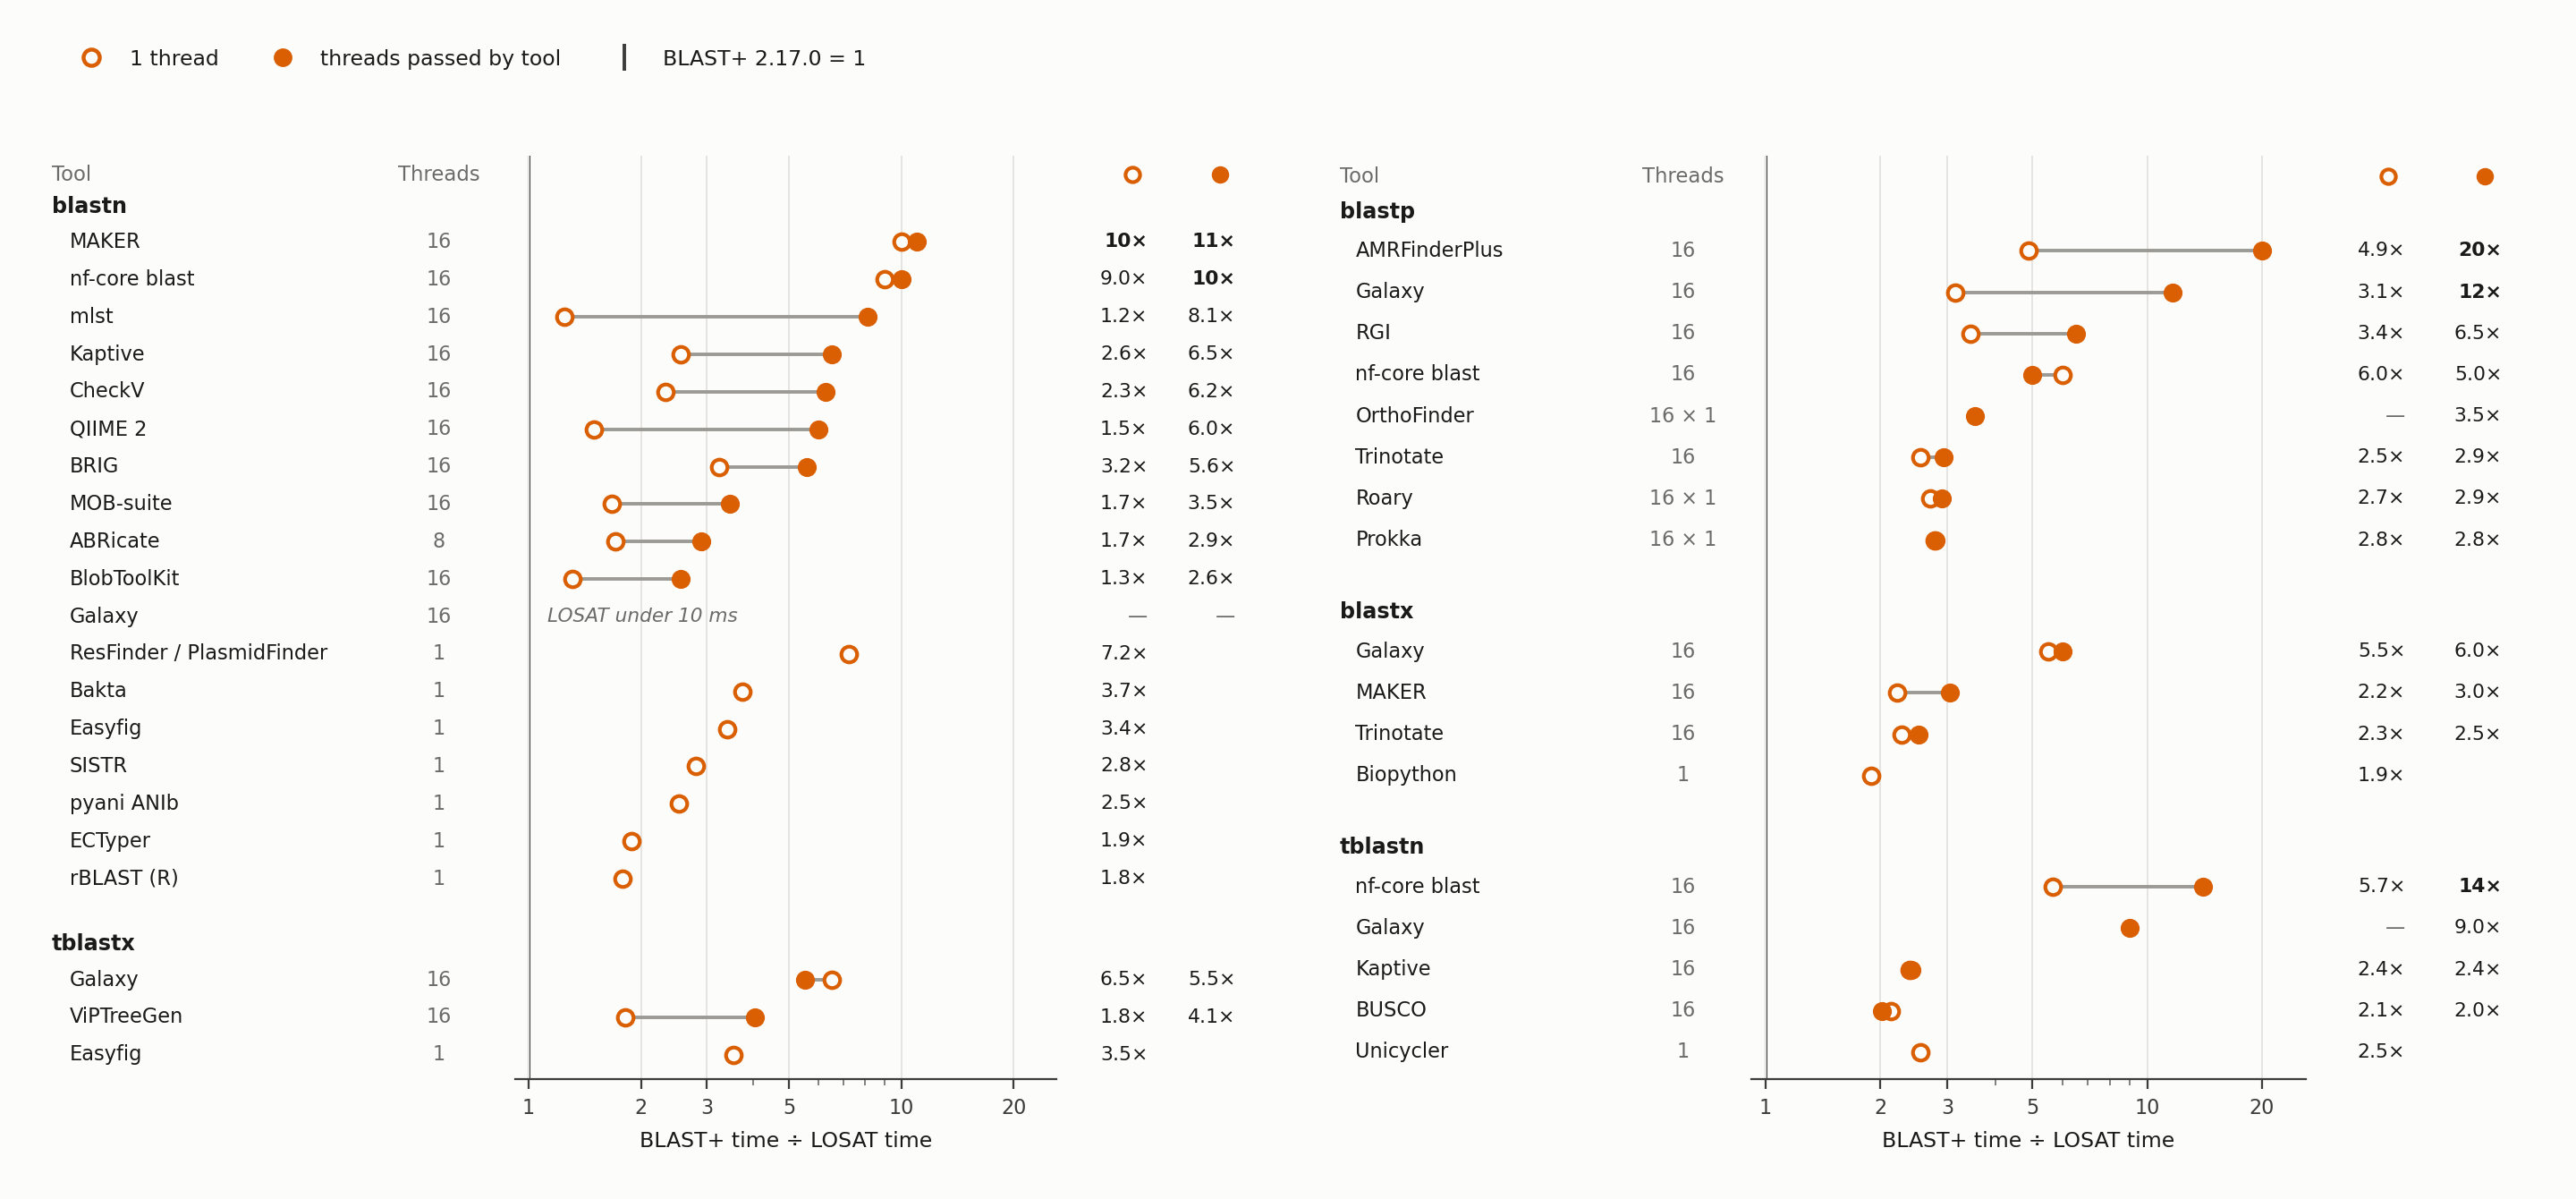 1 thread threads passed by tool BLAST+ 2.17.0 = 1
Tool Threads
blastn
MAKER 16 10× 11×
nf-core blast 16 9.0× 10×
mlst 16 1.2× 8.1×
Kaptive 16 2.6× 6.5×
CheckV 16 2.3× 6.2×
QIIME 2 16 1.5× 6.0×
BRIG 16 3.2× 5.6×
MOB-suite 16 1.7× 3.5×
ABRicate 8 1.7× 2.9×
BlobToolKit 16 1.3× 2.6×
Galaxy 16 LOSAT under 10 ms — —
ResFinder / PlasmidFinder 1 7.2×
Bakta 1 3.7×
Easyfig 1 3.4×
SISTR 1 2.8×
pyani ANIb 1 2.5×
ECTyper 1 1.9×
rBLAST (R) 1 1.8×
tblastx
Galaxy 16 6.5× 5.5×
ViPTreeGen 16 1.8× 4.1×
Easyfig 1 3.5×
1 2 3 5 10 20
BLAST+ time ÷ LOSAT time
Tool Threads
blastp
AMRFinderPlus 16 4.9× 20×
Galaxy 16 3.1× 12×
RGI 16 3.4× 6.5×
nf-core blast 16 6.0× 5.0×
OrthoFinder 16 × 1 — 3.5×
Trinotate 16 2.5× 2.9×
Roary 16 × 1 2.7× 2.9×
Prokka 16 × 1 2.8× 2.8×
blastx
Galaxy 16 5.5× 6.0×
MAKER 16 2.2× 3.0×
Trinotate 16 2.3× 2.5×
Biopython 1 1.9×
tblastn
nf-core blast 16 5.7× 14×
Galaxy 16 — 9.0×
Kaptive 16 2.4× 2.4×
BUSCO 16 2.1× 2.0×
Unicycler 1 2.5×
1 2 3 5 10 20
BLAST+ time ÷ LOSAT time